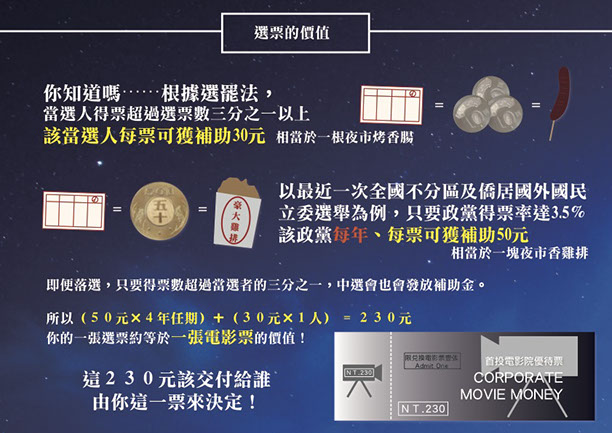 選票的價值
你知道嗎⋯⋯根據選罷法，
當選人得票超過選票數三分之一以上
該當選人每票可獲補助30元 相當於一根夜市烤香腸
=
=
=
五十
=
豪大雞排
以最近一次全國不分區及僑居國外國民
立委選舉為例，只要政黨得票率達3.5%
該政黨每年、每票可獲補助50元
相當於一塊夜市香雞排
即便落選，只要得票數超過當選者的三分之一，中選會也會發放補助金。
所以（50元×4年任期）＋（30元×1人）＝230元
你的一張選票約等於一張電影票的價值！
這２３０元該交付給誰
由你這一票來決定！
NT.230
限兌換電影票憑佔
Admit One
NT.230
首投電影院優待票
CORPORATE
MOVIE MONEY